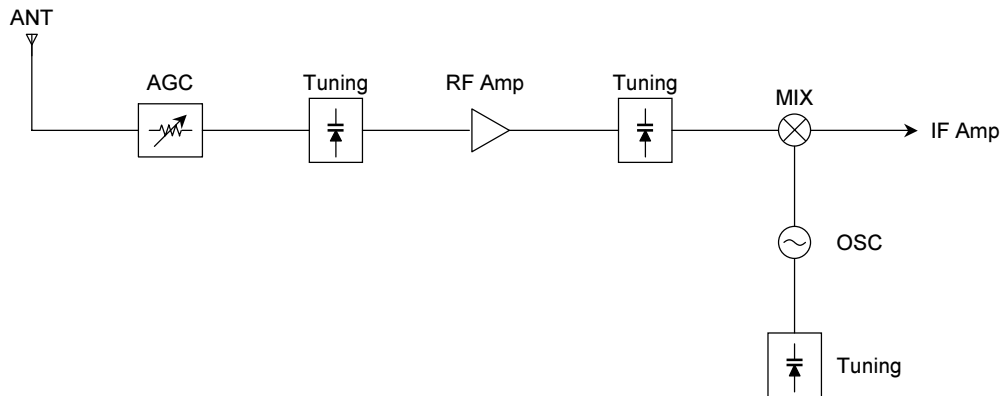 ANT
AGC
Tuning
RF Amp
Tuning
MIX
IF Amp
OSC
Tuning